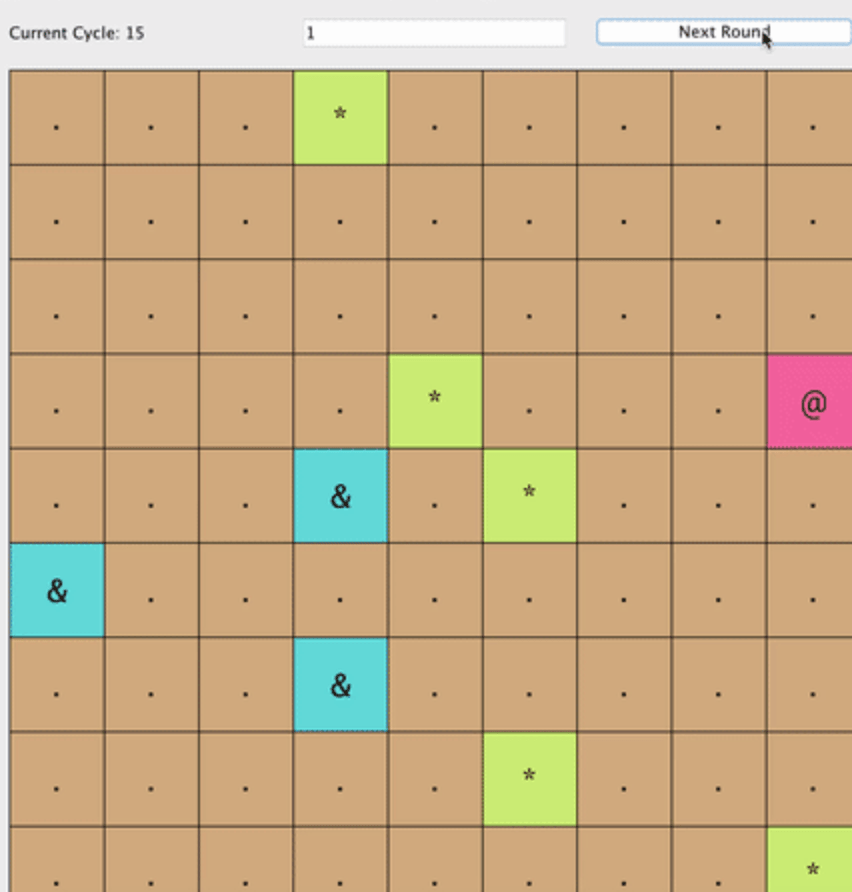 Current Cycle: 15 1 Next Round
. . . * . . . . .
. . . . . . . . .
. . . . . . . . .
. . . . * . . . @
. . . & . * . . .
& . . . . . . . .
. . . & . . . . .
. . . . . * . . .
. . . . . . . . *